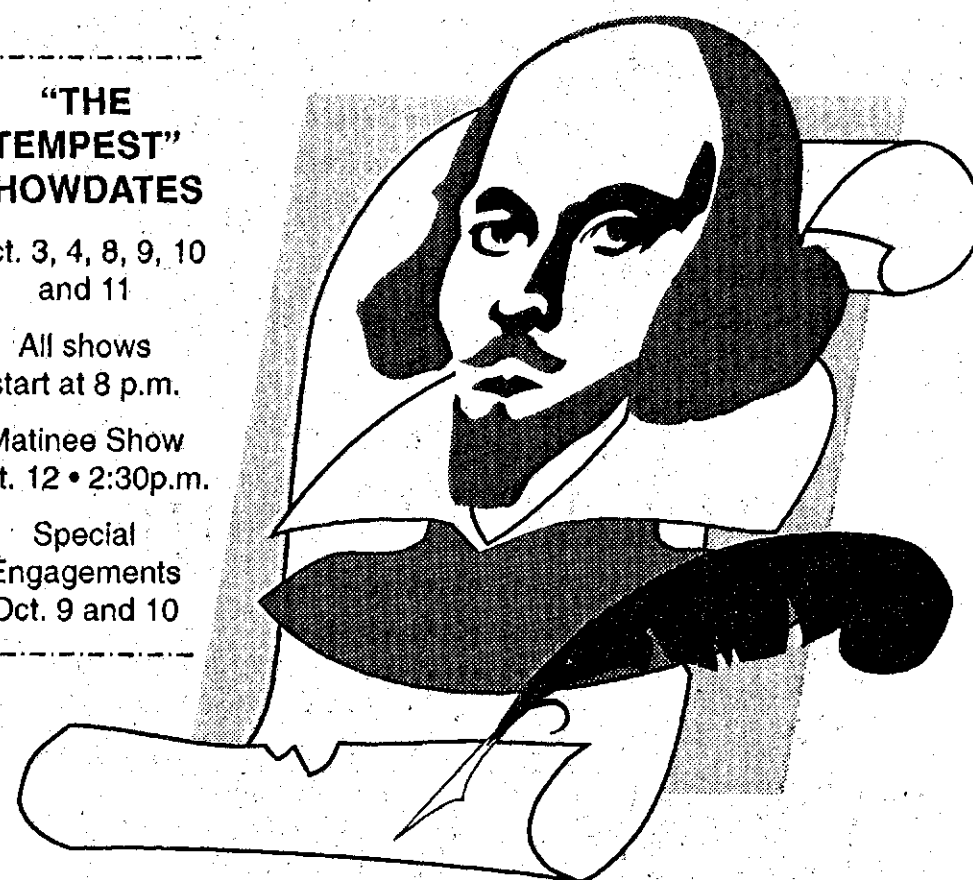 “THE
TEMPEST”
HOWDATES
ct. 3, 4, 8, 9, 10
and 11
All shows
start at 8 p.m.
Matinee Show
t. 12 • 2:30p.m.
Special
Engagements
Oct. 9 and 10